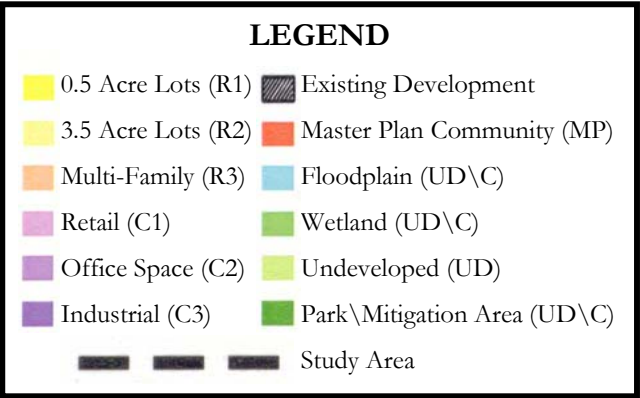 LEGEND
0.5 Acre Lots (R1) Existing Development
3.5 Acre Lots (R2) Master Plan Community (MP)
Multi-Family (R3) Floodplain (UD\C)
Retail (C1) Wetland (UD\C)
Office Space (C2) Undeveloped (UD)
Industrial (C3) Park\Mitigation Area (UD\C)
Study Area